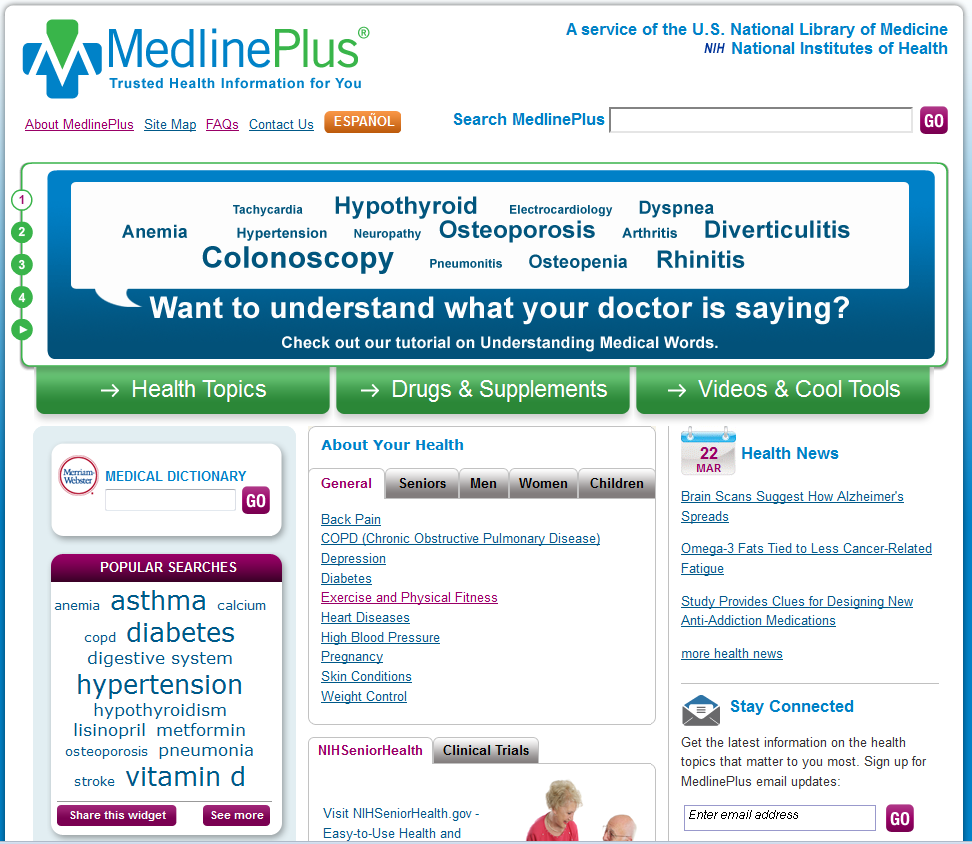 MedlinePlus®
Trusted Health Information for You
A service of the U.S. National Library of Medicine
NIH National Institutes of Health
About MedlinePlus Site Map FAQs Contact Us ESPAÑOL
Search MedlinePlus GO
1
2
3
4
Tachycardia Hypothyroid Electrocardiology Dyspnea
Anemia Hypertension Neuropathy Osteoporosis Arthritis Diverticulitis
Colonoscopy Pneumonitis Osteopenia Rhinitis
Want to understand what your doctor is saying?
Check out our tutorial on Understanding Medical Words.
→ Health Topics → Drugs & Supplements → Videos & Cool Tools
Merriam-
Webster
MEDICAL DICTIONARY
GO
POPULAR SEARCHES
anemia asthma calcium
copd diabetes
digestive system
hypertension
hypothyroidism
lisinopril metformin
osteoporosis pneumonia
stroke vitamin d
Share this widget See more
About Your Health
General Seniors Men Women Children
Back Pain
COPD (Chronic Obstructive Pulmonary Disease)
Depression
Diabetes
Exercise and Physical Fitness
Heart Diseases
High Blood Pressure
Pregnancy
Skin Conditions
Weight Control
NIHSeniorHealth Clinical Trials
Visit NIHSeniorHealth.gov -
Easy-to-Use Health and
22
MAR
Health News
Brain Scans Suggest How Alzheimer's
Spreads
Omega-3 Fats Tied to Less Cancer-Related
Fatigue
Study Provides Clues for Designing New
Anti-Addiction Medications
more health news
Stay Connected
Get the latest information on the health
topics that matter to you most. Sign up for
MedlinePlus email updates:
Enter email address GO